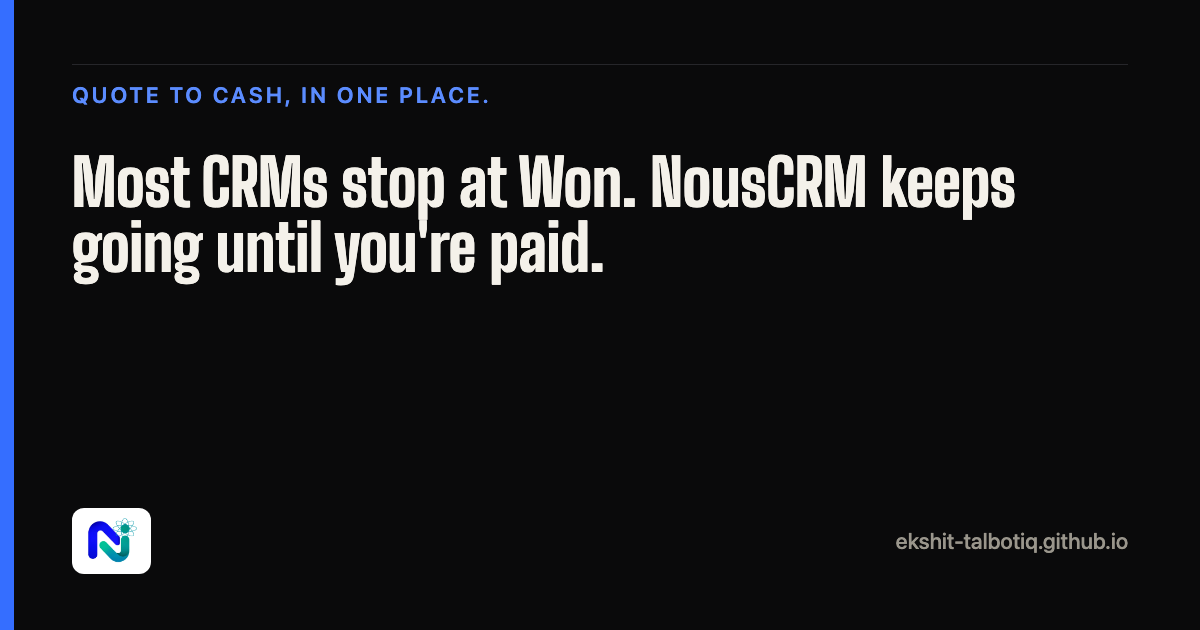 QUOTE TO CASH, IN ONE PLACE.
Most CRMs stop at Won. NousCRM keeps
going until you're paid.
ekshit-talbotiq.github.io